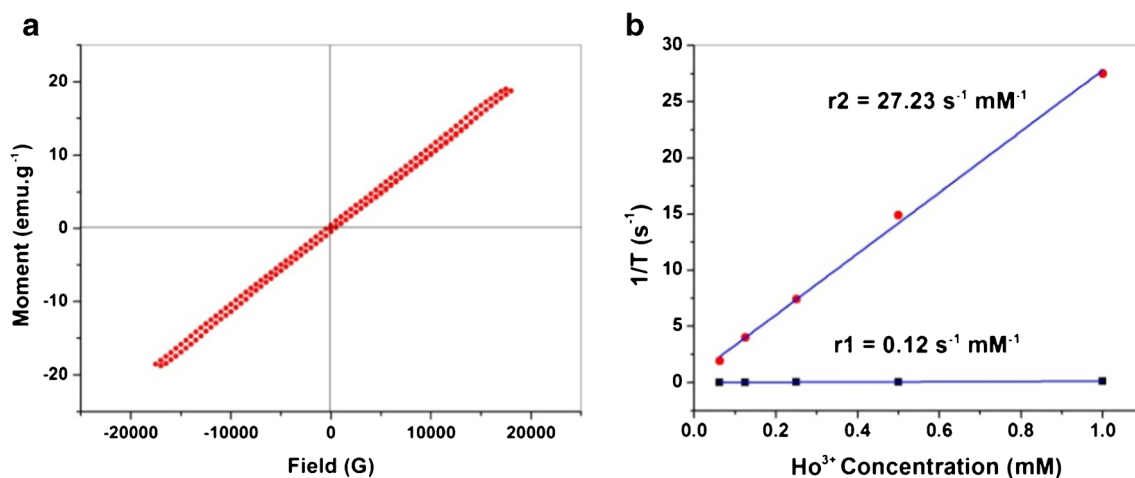 a
Moment (emu.g⁻¹)
20
10
0
-10
-20
-20000 -10000 0 10000 20000
Field (G)
b
1/T (s⁻¹)
30
25
20
15
10
5
0
r2 = 27.23 s⁻¹ mM⁻¹
r1 = 0.12 s⁻¹ mM⁻¹
0.0 0.2 0.4 0.6 0.8 1.0
Ho³⁺ Concentration (mM)